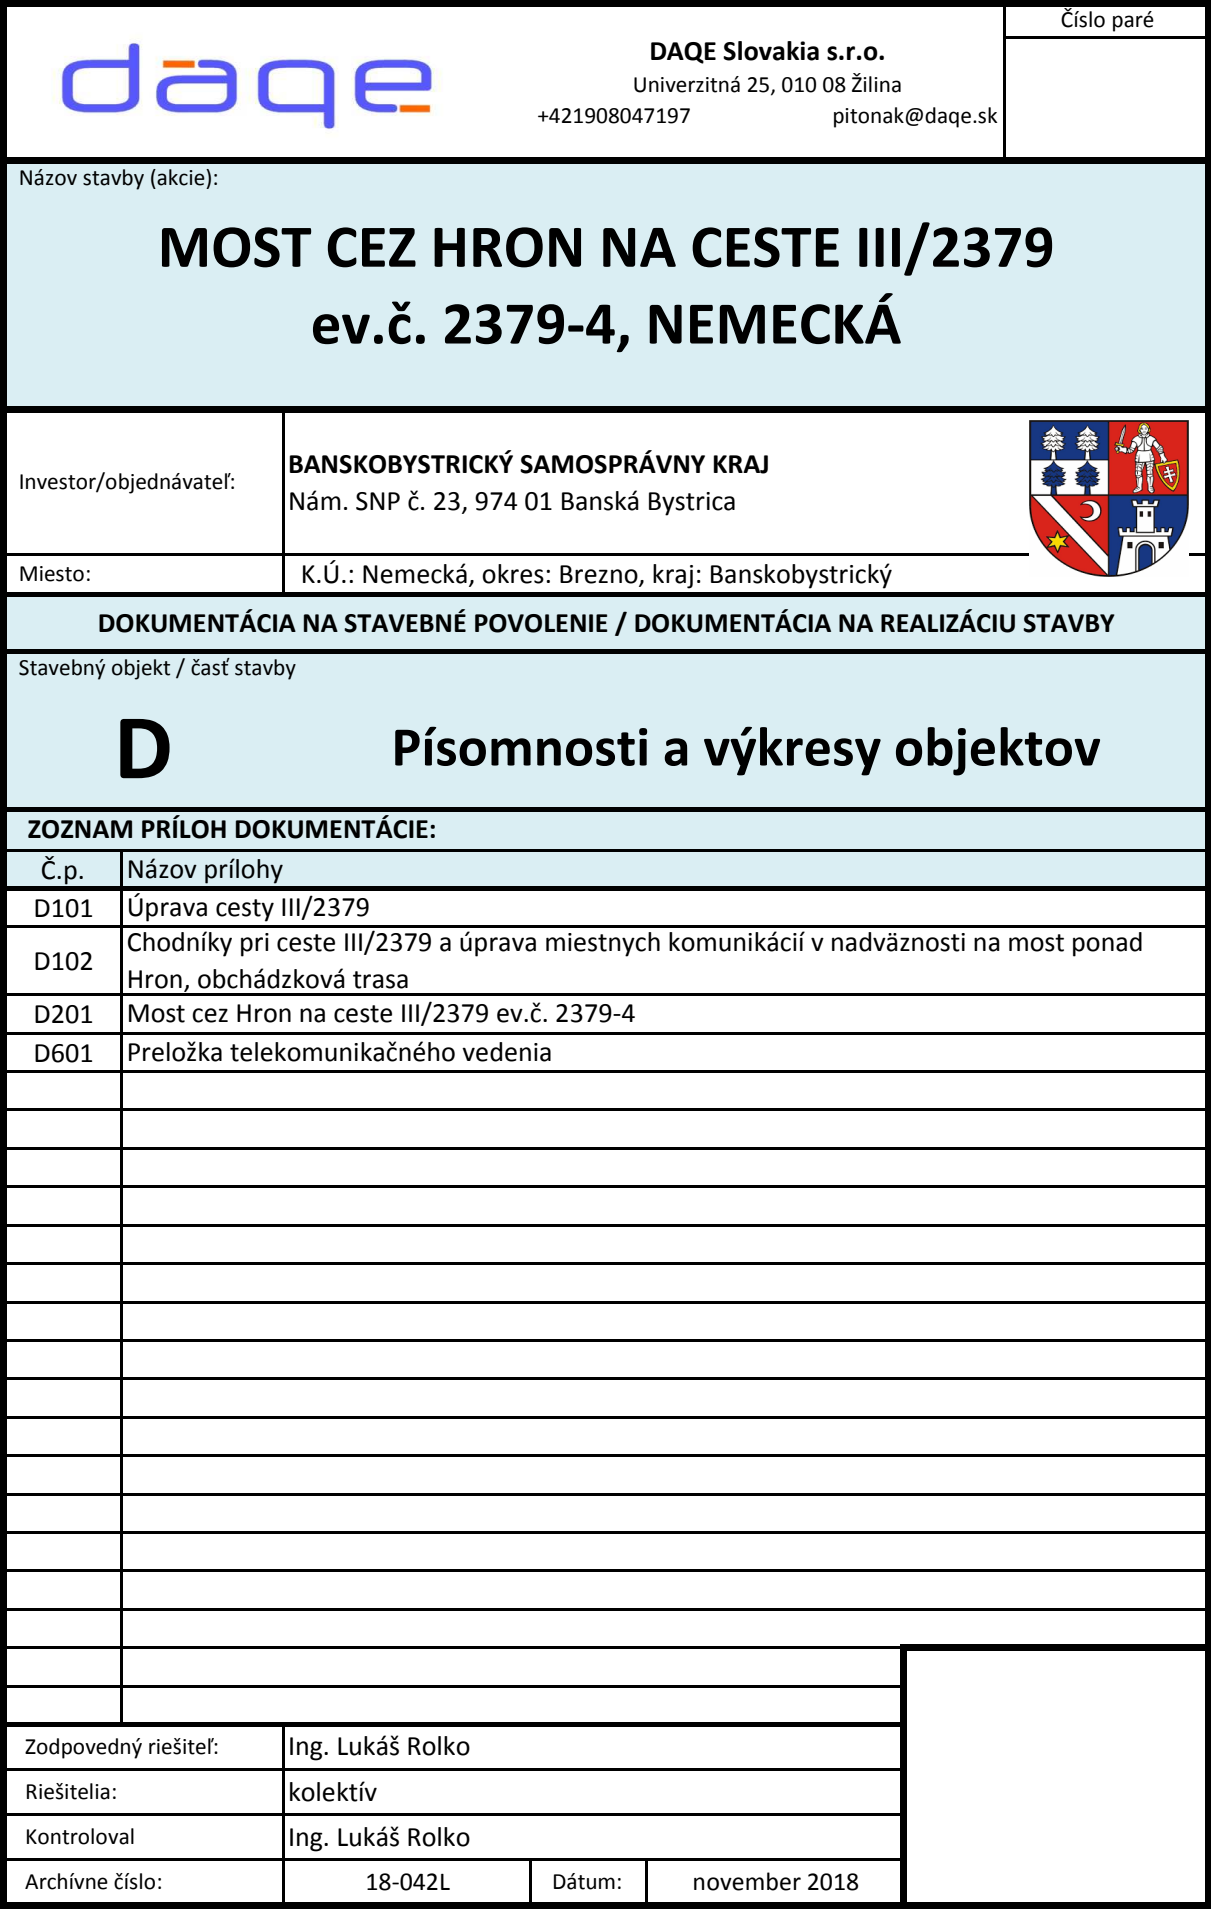 daqe
DAQE Slovakia s.r.o.
Univerzitná 25, 010 08 Žilina
+421908047197 pitonak@daqe.sk
Číslo paré
Názov stavby (akcie):
MOST CEZ HRON NA CESTE III/2379
ev.č. 2379-4, NEMECKÁ
Investor/objednávateľ:
BANSKOBYSTRICKÝ SAMOSPRÁVNY KRAJ
Nám. SNP č. 23, 974 01 Banská Bystrica
Miesto:
K.Ú.: Nemecká, okres: Brezno, kraj: Banskobystrický
DOKUMENTÁCIA NA STAVEBNÉ POVOLENIE / DOKUMENTÁCIA NA REALIZÁCIU STAVBY
Stavebný objekt / časť stavby
D Písomnosti a výkresy objektov
ZOZNAM PRÍLOH DOKUMENTÁCIE:
Č.p. Názov prílohy
D101 Úprava cesty III/2379
D102 Chodníky pri ceste III/2379 a úprava miestnych komunikácií v nadväznosti na most ponad
Hron, obchádzková trasa
D201 Most cez Hron na ceste III/2379 ev.č. 2379-4
D601 Preložka telekomunikačného vedenia
Zodpovedný riešiteľ: Ing. Lukáš Rolko
Riešitelia: kolektív
Kontroloval Ing. Lukáš Rolko
Archívne číslo: 18-042L Dátum: november 2018